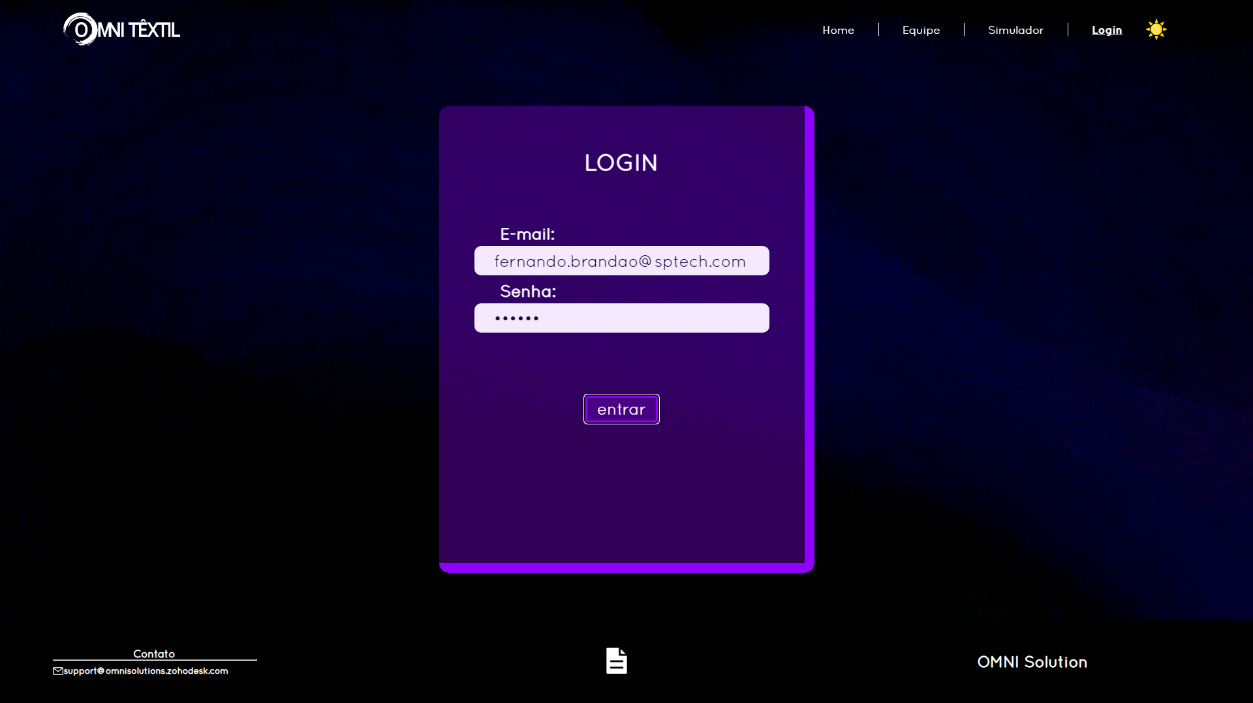 OMNI TÊXTIL
Home
Equipe
Simulador
Login
LOGIN
E-mail:
fernando.brandao@sptech.com
Senha:
••••••
entrar
Contato
support@omnisolutions.zohodesk.com
OMNI Solution